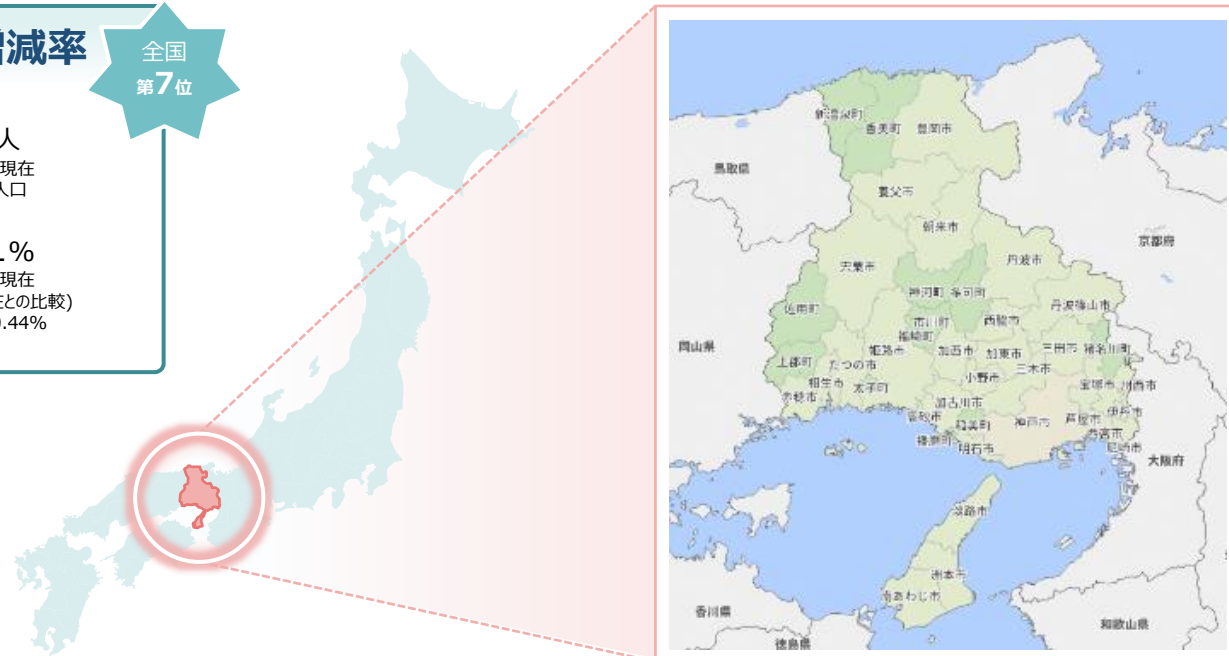 増減率
全国
第7位
人
現在
人口
%
現在
との比較)
.44%
新温泉町
香美町
豊岡市
鳥取県
養父市
朝来市
京都府
宍粟市
丹波市
神河町
多可町
佐用町
丹波篠山市
市川町
西脇市
福崎町
岡山県
姫路市
加西市
加東市
三田市
猪名川町
上郡町
たつの市
三木市
相生市
太子町
小野市
宝塚市
川西市
赤穂市
加古川市
高砂市
稲美町
神戸市
芦屋市
伊丹市
西宮市
播磨町
明石市
尼崎市
大阪府
淡路市
洲本市
南あわじ市
香川県
徳島県
和歌山県